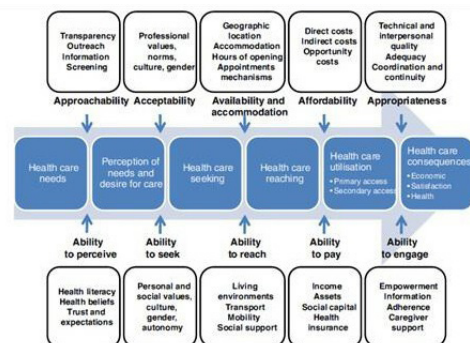 Transparency
Outreach
Information
Screening
Professional
values,
norms,
culture, gender
Geographic
location
Accommodation
Hours of opening
Appointments
mechanisms
Direct costs
Indirect costs
Opportunity
costs
Technical and
interpersonal
quality
Adequacy
Coordination and
continuity
Approachability
Acceptability
Availability and
accommodation
Affordability
Appropriateness
Health care
needs
Perception of
needs and
desire for care
Health care
seeking
Health care
reaching
Health care
utilisation
• Primary access
• Secondary access
Health care
consequences
• Economic
• Satisfaction
• Health
Ability
to perceive
Ability
to seek
Ability
to reach
Ability
to pay
Ability
to engage
Health literacy
Health beliefs
Trust and
expectations
Personal and
social values,
culture,
gender,
autonomy
Living
environments
Transport
Mobility
Social support
Income
Assets
Social capital
Health
insurance
Empowerment
Information
Adherence
Caregiver
support